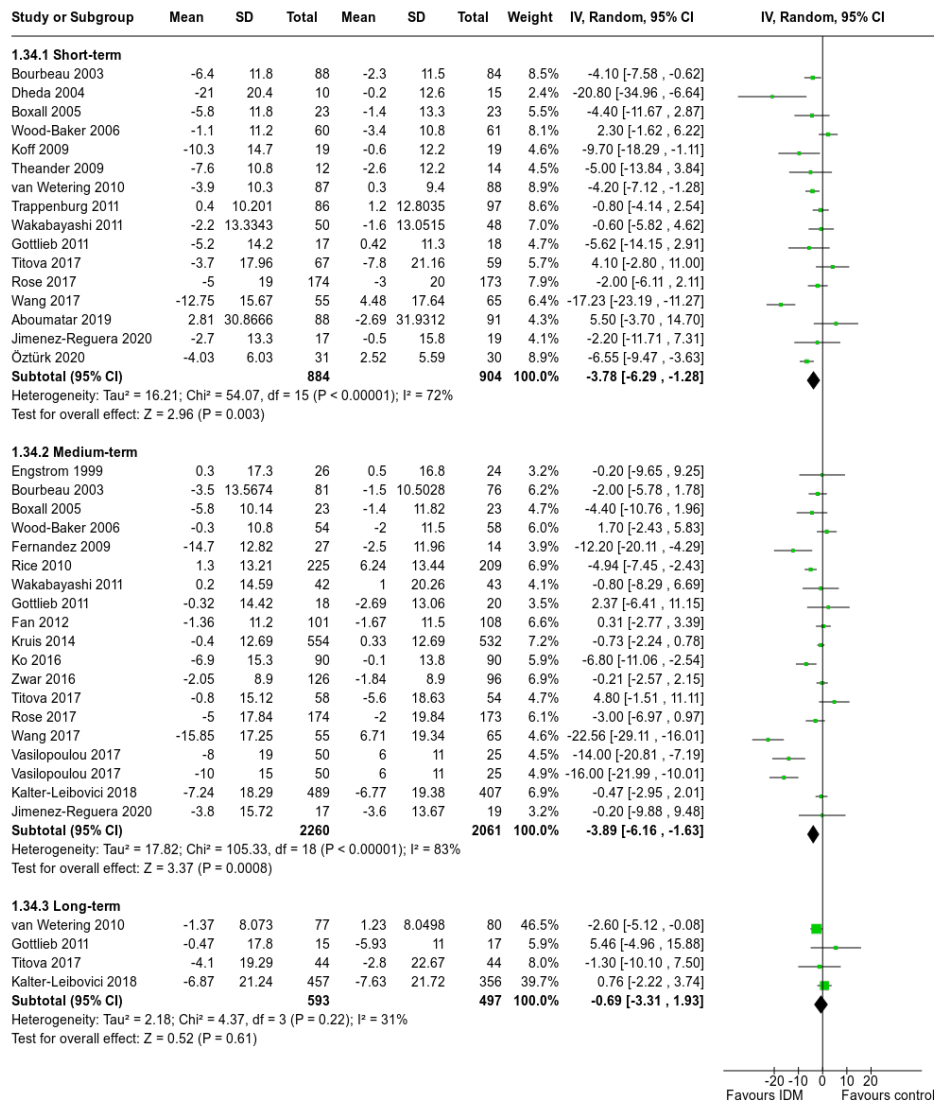 Study or Subgroup Mean SD Total Mean SD Total Weight IV, Random, 95% CI IV, Random, 95% CI
1.34.1 Short-term
Bourbeau 2003 -6.4 11.8 88 -2.3 11.5 84 8.5% -4.10 [-7.58 , -0.62]
Dheda 2004 -21 20.4 10 -0.2 12.6 15 2.4% -20.80 [-34.96 , -6.64]
Boxall 2005 -5.8 11.8 23 -1.4 13.3 23 5.5% -4.40 [-11.67 , 2.87]
Wood-Baker 2006 -1.1 11.2 60 -3.4 10.8 61 8.1% 2.30 [-1.62 , 6.22]
Koff 2009 -10.3 14.7 19 -0.6 12.2 19 4.6% -9.70 [-18.29 , -1.11]
Theander 2009 -7.6 10.8 12 -2.6 12.2 14 4.5% -5.00 [-13.84 , 3.84]
van Wetering 2010 -3.9 10.3 87 0.3 9.4 88 8.9% -4.20 [-7.12 , -1.28]
Trappenburg 2011 0.4 10.201 86 1.2 12.8035 97 8.6% -0.80 [-4.14 , 2.54]
Wakabayashi 2011 -2.2 13.3343 50 -1.6 13.0515 48 7.0% -0.60 [-5.82 , 4.62]
Gottlieb 2011 -5.2 14.2 17 0.42 11.3 18 4.7% -5.62 [-14.15 , 2.91]
Titova 2017 -3.7 17.96 67 -7.8 21.16 59 5.7% 4.10 [-2.80 , 11.00]
Rose 2017 -5 19 174 -3 20 173 7.9% -2.00 [-6.11 , 2.11]
Wang 2017 -12.75 15.67 55 4.48 17.64 65 6.4% -17.23 [-23.19 , -11.27]
Aboumatar 2019 2.81 30.8666 88 -2.69 31.9312 91 4.3% 5.50 [-3.70 , 14.70]
Jimenez-Reguera 2020 -2.7 13.3 17 -0.5 15.8 19 4.1% -2.20 [-11.71 , 7.31]
Öztürk 2020 -4.03 6.03 31 2.52 5.59 30 8.9% -6.55 [-9.47 , -3.63]
Subtotal (95% CI) 884 904 100.0% -3.78 [-6.29 , -1.28]
Heterogeneity: Tau² = 16.21; Chi² = 54.07, df = 15 (P < 0.00001); I² = 72%
Test for overall effect: Z = 2.96 (P = 0.003)
1.34.2 Medium-term
Engstrom 1999 0.3 17.3 26 0.5 16.8 24 3.2% -0.20 [-9.65 , 9.25]
Bourbeau 2003 -3.5 13.5674 81 -1.5 10.5028 76 6.2% -2.00 [-5.78 , 1.78]
Boxall 2005 -5.8 10.14 23 -1.4 11.82 23 4.7% -4.40 [-10.76 , 1.96]
Wood-Baker 2006 -0.3 10.8 54 -2 11.5 58 6.0% 1.70 [-2.43 , 5.83]
Fernandez 2009 -14.7 12.82 27 -2.5 11.96 14 3.9% -12.20 [-20.11 , -4.29]
Rice 2010 1.3 13.21 225 6.24 13.44 209 6.9% -4.94 [-7.45 , -2.43]
Wakabayashi 2011 0.2 14.59 42 1 20.26 43 4.1% -0.80 [-8.29 , 6.69]
Gottlieb 2011 -0.32 14.42 18 -2.69 13.06 20 3.5% 2.37 [-6.41 , 11.15]
Fan 2012 -1.36 11.2 101 -1.67 11.5 108 6.6% 0.31 [-2.77 , 3.39]
Kruis 2014 -0.4 12.69 554 0.33 12.69 532 7.2% -0.73 [-2.24 , 0.78]
Ko 2016 -6.9 15.3 90 -0.1 13.8 90 5.9% -6.80 [-11.06 , -2.54]
Zwar 2016 -2.05 8.9 126 -1.84 8.9 96 6.9% -0.21 [-2.57 , 2.15]
Titova 2017 -0.8 15.12 58 -5.6 18.63 54 4.7% 4.80 [-1.51 , 11.11]
Rose 2017 -5 17.84 174 -2 19.84 173 6.1% -3.00 [-6.97 , 0.97]
Wang 2017 -15.85 17.25 55 6.71 19.34 65 4.6% -22.56 [-29.11 , -16.01]
Vasilopoulou 2017 -8 19 50 6 11 25 4.5% -14.00 [-20.81 , -7.19]
Vasilopoulou 2017 -10 15 50 6 11 25 4.9% -16.00 [-21.99 , -10.01]
Kalter-Leibovici 2018 -7.24 18.29 489 -6.77 19.38 407 6.9% -0.47 [-2.95 , 2.01]
Jimenez-Reguera 2020 -3.8 15.72 17 -3.6 13.67 19 3.2% -0.20 [-9.88 , 9.48]
Subtotal (95% CI) 2260 2061 100.0% -3.89 [-6.16 , -1.63]
Heterogeneity: Tau² = 17.82; Chi² = 105.33, df = 18 (P < 0.00001); I² = 83%
Test for overall effect: Z = 3.37 (P = 0.0008)
1.34.3 Long-term
van Wetering 2010 -1.37 8.073 77 1.23 8.0498 80 46.5% -2.60 [-5.12 , -0.08]
Gottlieb 2011 -0.47 17.8 15 -5.93 11 17 5.9% 5.46 [-4.96 , 15.88]
Titova 2017 -4.1 19.29 44 -2.8 22.67 44 8.0% -1.30 [-10.10 , 7.50]
Kalter-Leibovici 2018 -6.87 21.24 457 -7.63 21.72 356 39.7% 0.76 [-2.22 , 3.74]
Subtotal (95% CI) 593 497 100.0% -0.69 [-3.31 , 1.93]
Heterogeneity: Tau² = 2.18; Chi² = 4.37, df = 3 (P = 0.22); I² = 31%
Test for overall effect: Z = 0.52 (P = 0.61)
-20 -10 0 10 20
Favours IDM Favours control